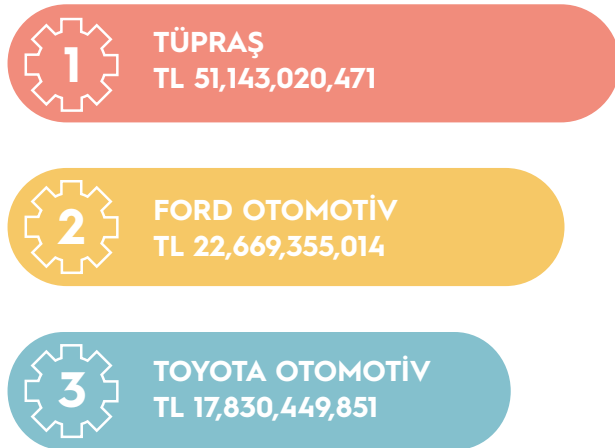 1
TÜPRAŞ
TL 51,143,020,471
2
FORD OTOMOTİV
TL 22,669,355,014
3
TOYOTA OTOMOTİV
TL 17,830,449,851